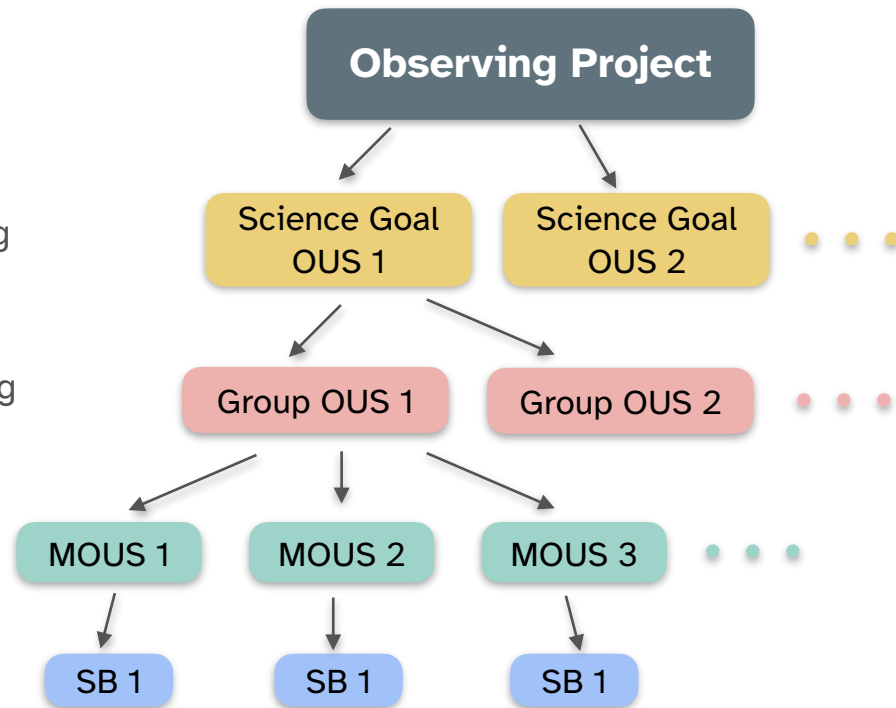 Observing Project
Science Goal
OUS 1
Science Goal
OUS 2
g
Group OUS 1
Group OUS 2
g
MOUS 1
MOUS 2
MOUS 3
SB 1
SB 1
SB 1